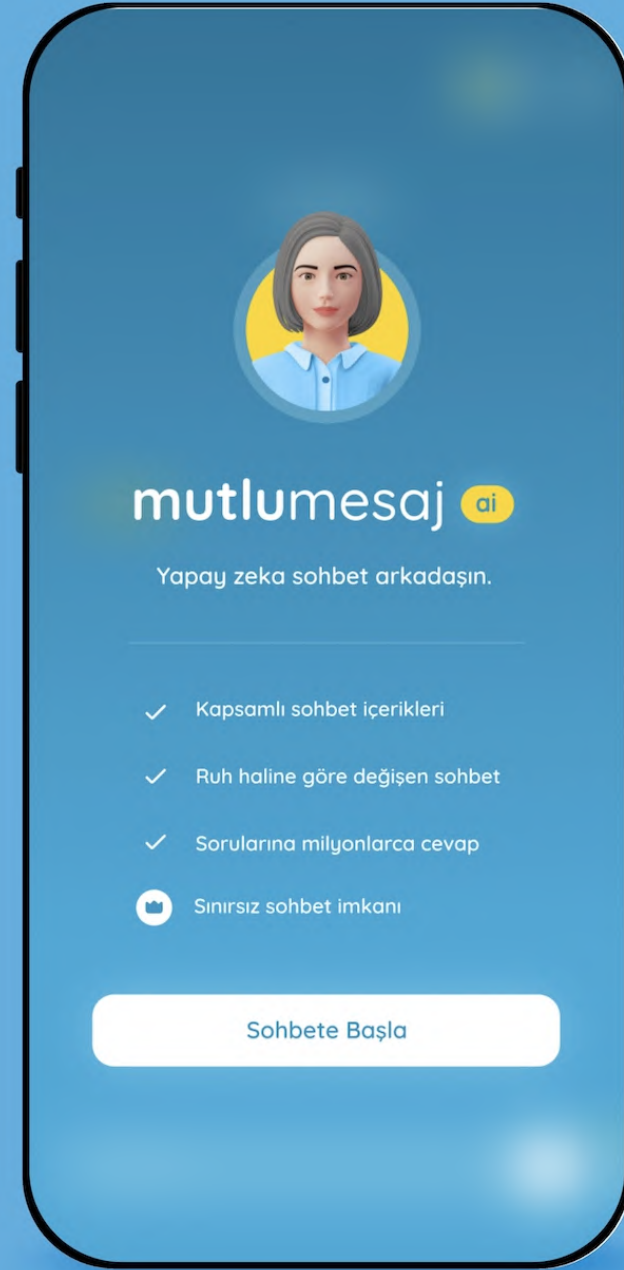 mutlumesaj ai
Yapay zeka sohbet arkadaşın.
Kapsamlı sohbet içerikleri
Ruh haline göre değişen sohbet
Sorularına milyonlarca cevap
Sınırsız sohbet imkanı
Sohbete Başla